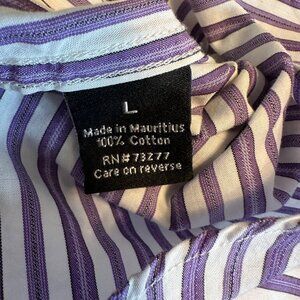 L
Made in Mauritius
100% Cotton
RN# 73277
Care on reverse